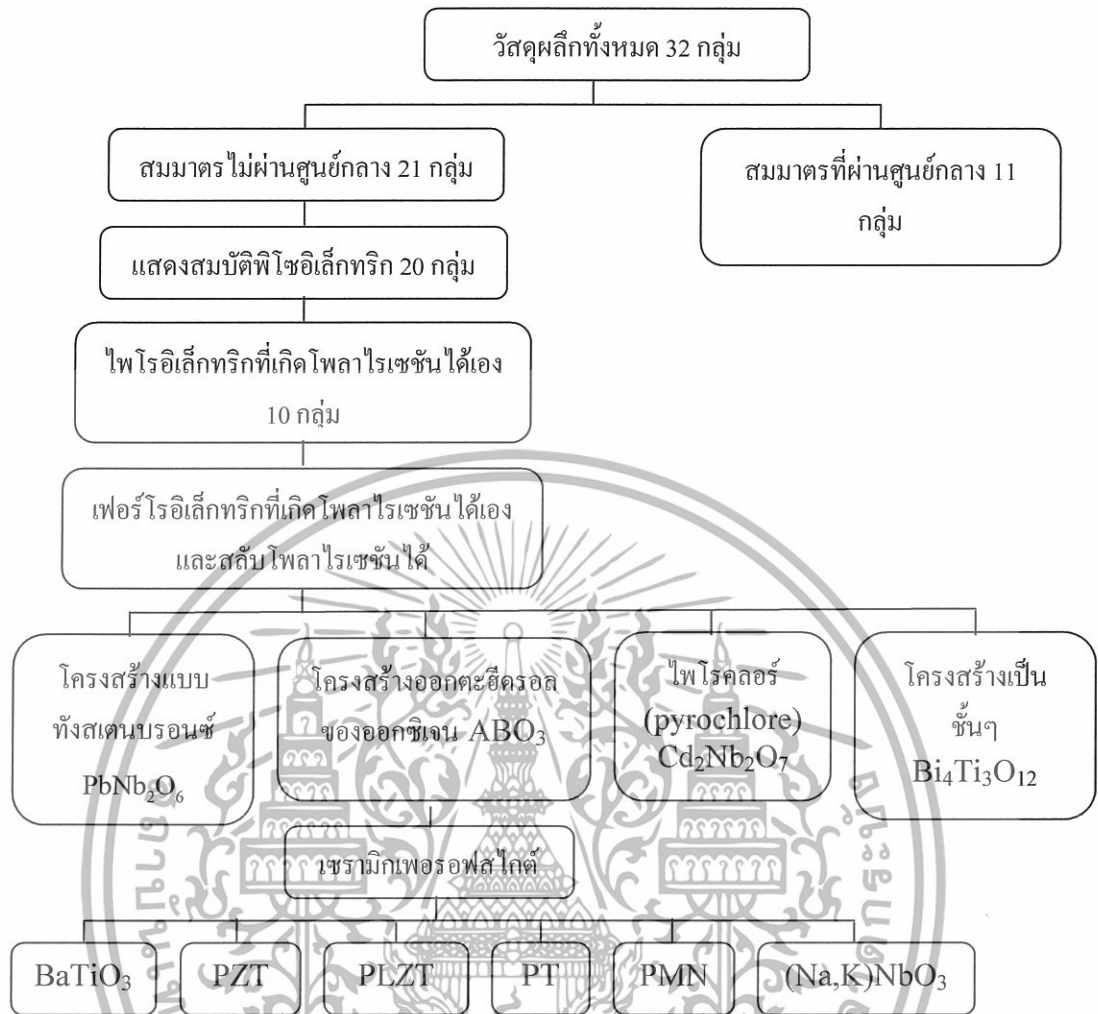 วัสดุผลึกทั้งหมด 32 กลุ่ม
สมมาตรไม่ผ่านศูนย์กลาง 21 กลุ่ม
สมมาตรที่ผ่านศูนย์กลาง 11
กลุ่ม
แสดงสมบัติพิโซอิเล็กทริก 20 กลุ่ม
ไพโรอิเล็กทริกที่เกิดโพลาไรเซชันได้เอง
10 กลุ่ม
เฟอร์โรอิเล็กทริกที่เกิดโพลาไรเซชันได้เอง
และสลับโพลาไรเซชันได้
โครงสร้างแบบ
ทังสเตนบรอนซ์
PbNb₂O₆
โครงสร้างออกตะฮีดรอล
ของออกซิเจน ABO₃
ไพโรคลอร์
(pyrochlore)
Cd₂Nb₂O₇
โครงสร้างเป็น
ชั้นๆ
Bi₄Ti₃O₁₂
เซรามิกเพอรอฟสไกต์
BaTiO₃
PZT
PLZT
PT
PMN
(Na,K)NbO₃